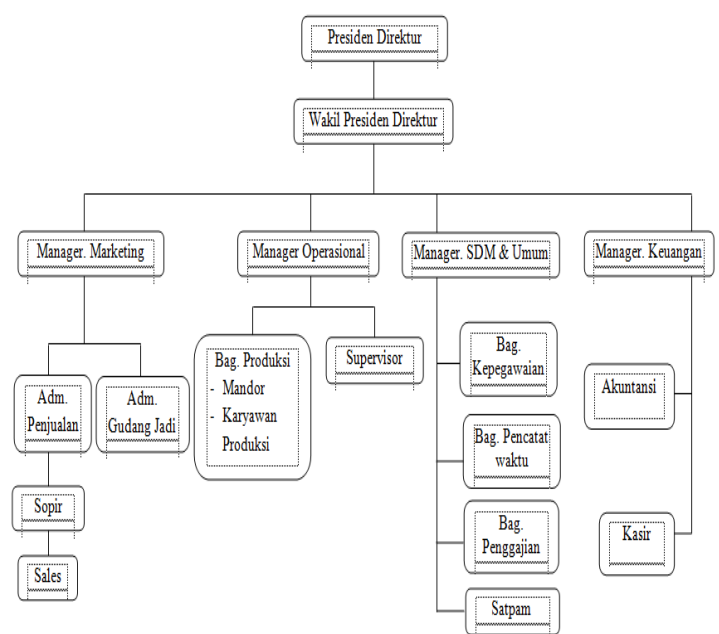 Presiden Direktur
Wakil Presiden Direktur
Manager. Marketing
Manager Operasional
Manager. SDM & Umum
Manager. Keuangan
Adm.
Penjualan
Adm.
Gudang Jadi
Sopir
Sales
Bag. Produksi
- Mandor
- Karyawan
Produksi
Supervisor
Bag.
Kepegawaian
Bag. Pencatat
waktu
Bag.
Penggajian
Satpam
Akuntansi
Kasir